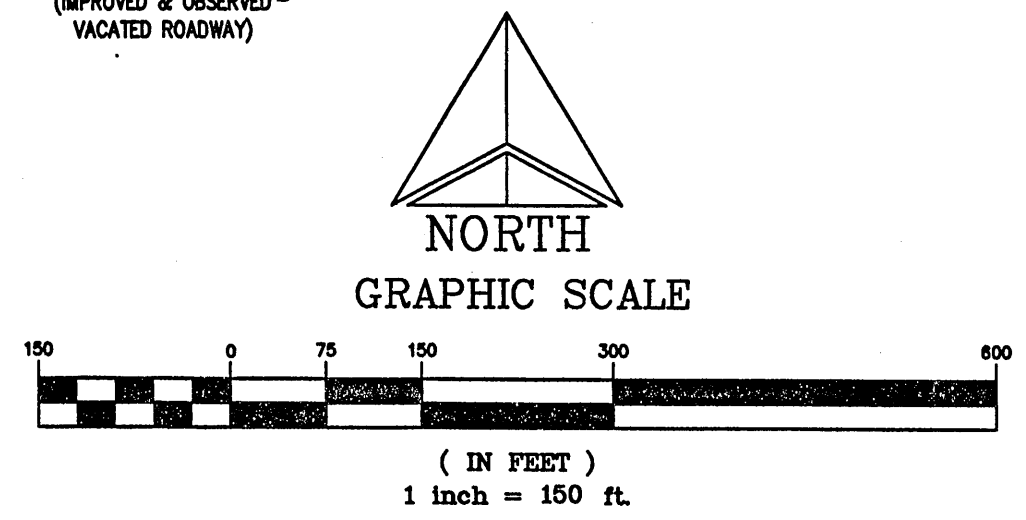 (IMPROVED & OBSERVED
VACATED ROADWAY)
NORTH
GRAPHIC SCALE
150 0 75 150 300 600
( IN FEET )
1 inch = 150 ft.